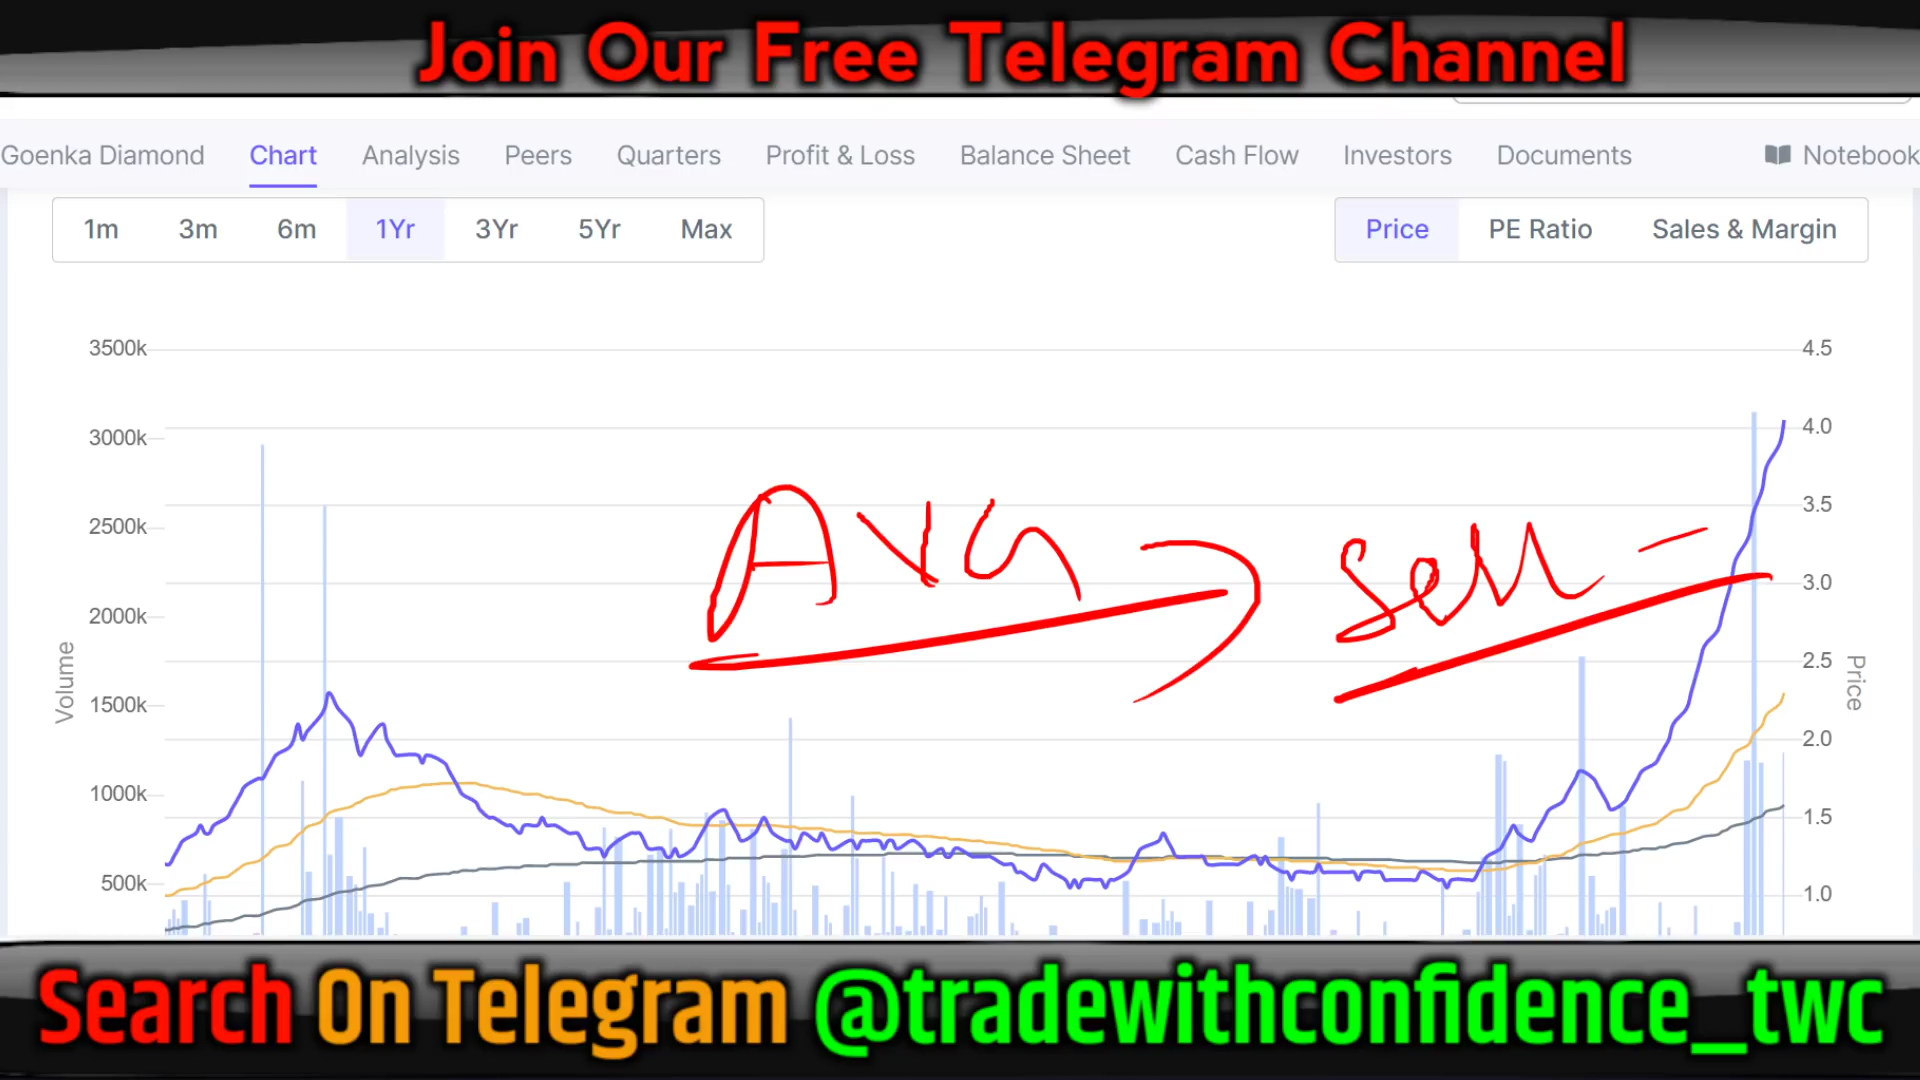 Join Our Free Telegram Channel
Goenka Diamond Chart Analysis Peers Quarters Profit & Loss Balance Sheet Cash Flow Investors Documents Notebook
1m 3m 6m 1Yr 3Yr 5Yr Max Price PE Ratio Sales & Margin
3500k 4.5
3000k 4.0
2500k 3.5
AVG Sell -
2000k 3.0
Volume 2.5 Price
1500k 2.0
1000k 1.5
500k 1.0
Search On Telegram @tradewithconfidence_twc